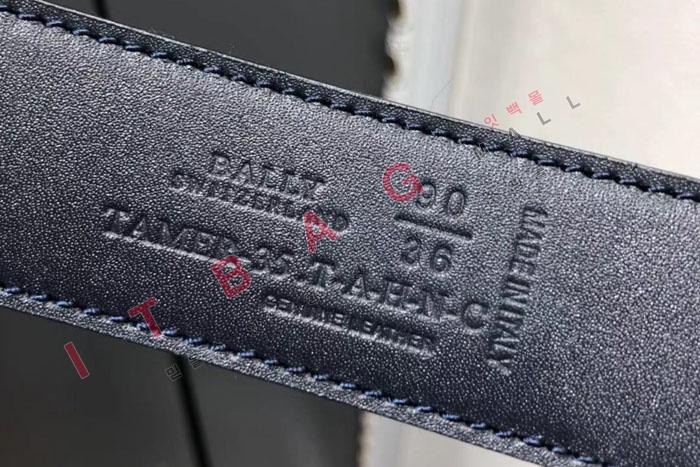 BALLY
SWITZERLAND
90
36
TAMER-35.T-A-H-N-C
GENUINE LEATHER
MADE IN ITALY
ITBAG MALL
잇백몰